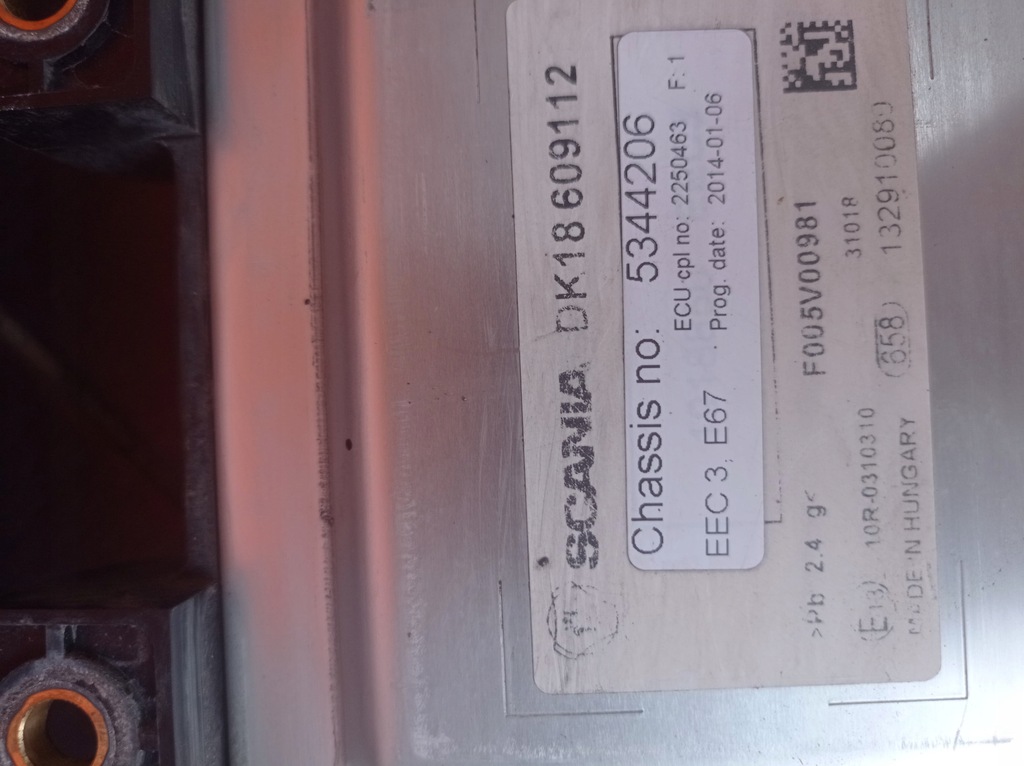 SCANIA DK18 609112
Chassis no: 5344206
ECU cpl no: 2250463 F: 1
EEC 3, E67 Prog. date: 2014-01-06
>Pb 2.4 g< F005V00981
31018
E13 10R-0310310
658 132910080
MADE IN HUNGARY